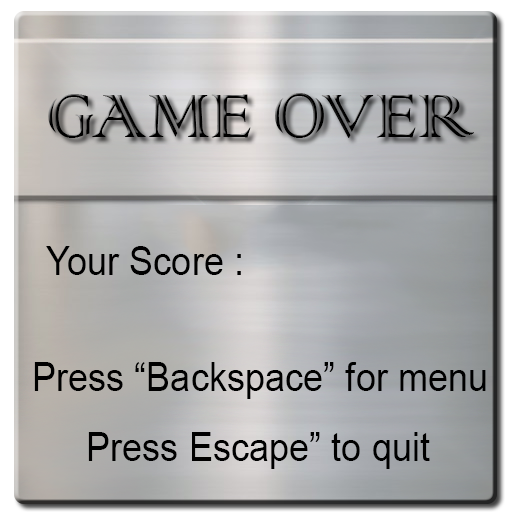 GAME OVER
Your Score :
Press “Backspace” for menu
Press Escape” to quit